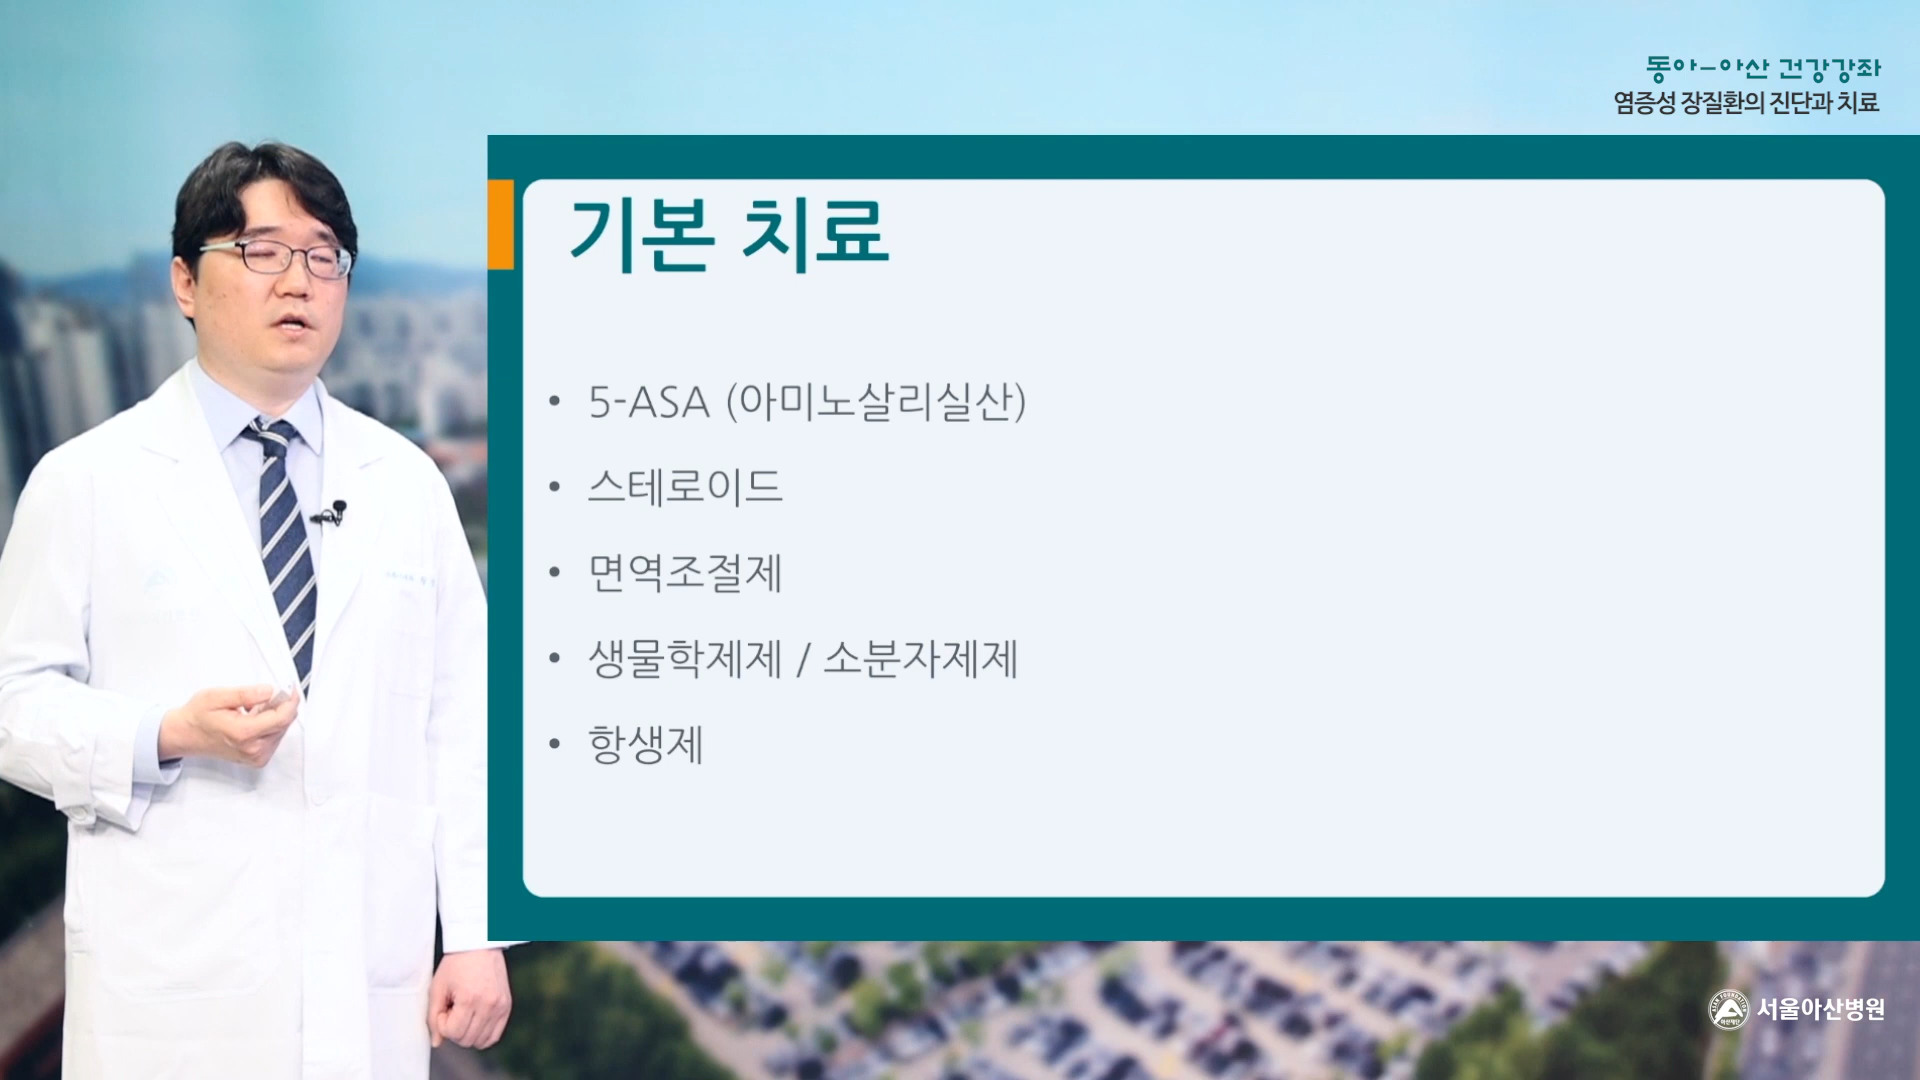 동아-아산 건강강좌
염증성 장질환의 진단과 치료
기본 치료
• 5-ASA (아미노살리실산)
• 스테로이드
• 면역조절제
• 생물학제제 / 소분자제제
• 항생제
서울아산병원